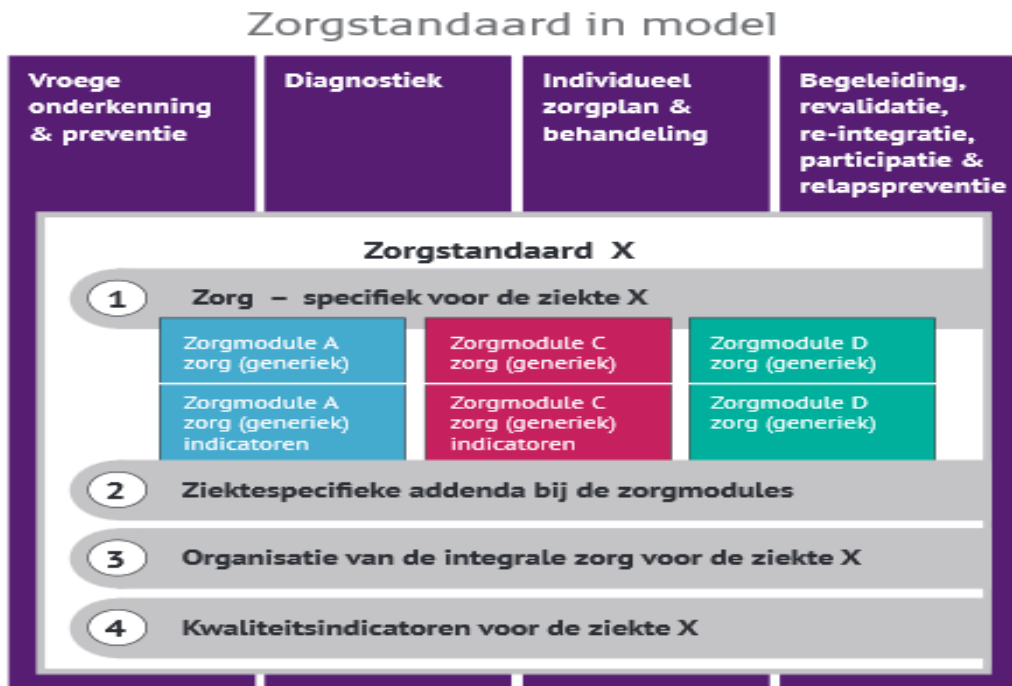 Zorgstandaard in model
Vroege
onderkenning
& preventie
Diagnostiek
Individueel
zorgplan &
behandeling
Begeleiding,
revalidatie,
re-integratie,
participatie &
relapspreventie
Zorgstandaard X
1 Zorg – specifiek voor de ziekte X
Zorgmodule A
zorg (generiek)
Zorgmodule C
zorg (generiek)
Zorgmodule D
zorg (generiek)
Zorgmodule A
zorg (generiek)
indicatoren
Zorgmodule C
zorg (generiek)
indicatoren
Zorgmodule D
zorg (generiek)
2 Ziektespecifieke addenda bij de zorgmodules
3 Organisatie van de integrale zorg voor de ziekte X
4 Kwaliteitsindicatoren voor de ziekte X